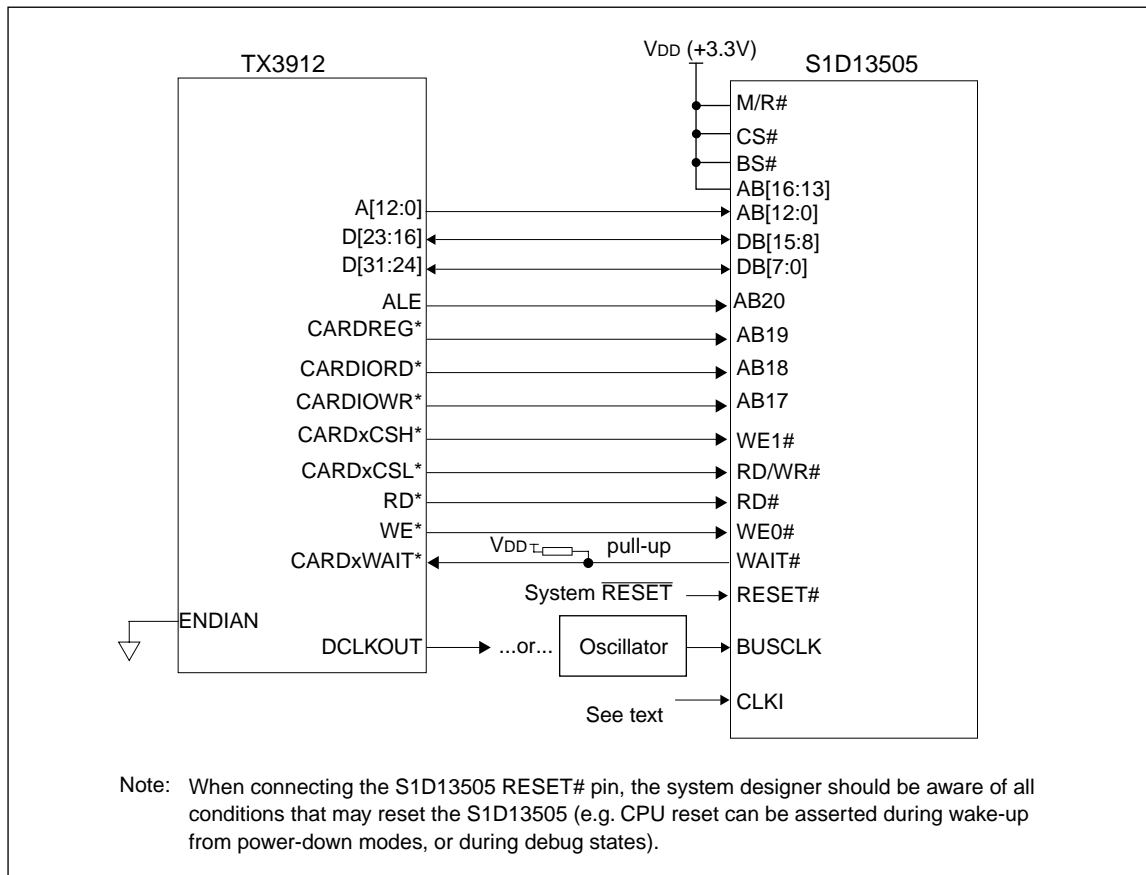 VDD (+3.3V)
TX3912
S1D13505
M/R#
CS#
BS#
AB[16:13]
A[12:0]
AB[12:0]
D[23:16]
DB[15:8]
D[31:24]
DB[7:0]
ALE
AB20
CARDREG*
AB19
CARDIORD*
AB18
CARDIOWR*
AB17
CARDxCSH*
WE1#
CARDxCSL*
RD/WR#
RD*
RD#
WE*
WE0#
VDD
pull-up
CARDxWAIT*
WAIT#
System RESET
RESET#
ENDIAN
DCLKOUT
...or...
Oscillator
BUSCLK
See text
CLKI
Note: When connecting the S1D13505 RESET# pin, the system designer should be aware of all
conditions that may reset the S1D13505 (e.g. CPU reset can be asserted during wake-up
from power-down modes, or during debug states).